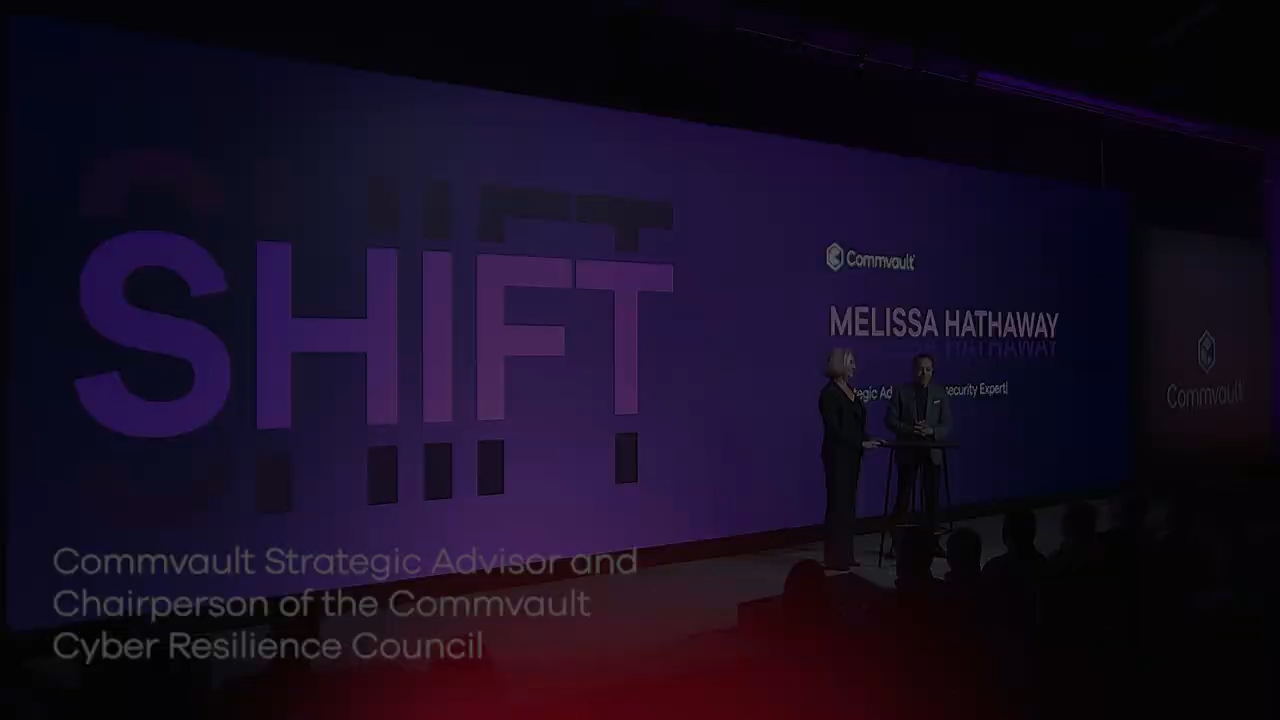 SHIFT
Commvault
MELISSA HATHAWAY
Commvault
Commvault Strategic Advisor and
Chairperson of the Commvault
Cyber Resilience Council